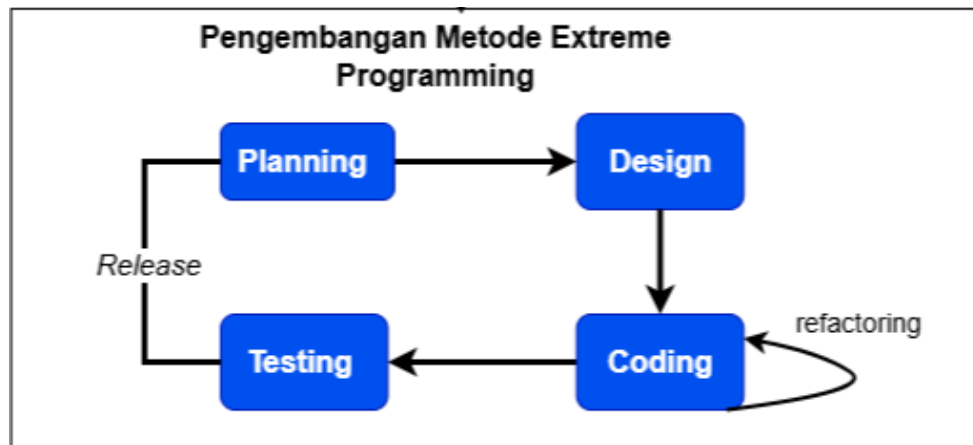 Pengembangan Metode Extreme
Programming
Planning
Design
Release
refactoring
Testing
Coding